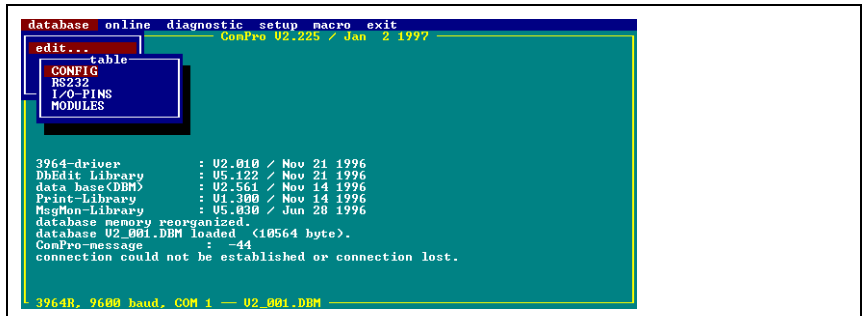 database online diagnostic setup macro exit
ComPro V2.225 / Jan 2 1997
edit...
table
CONFIG
RS232
I/O-PINS
MODULES
3964-driver : V2.010 / Nov 21 1996
DbEdit Library : V5.122 / Nov 21 1996
data base(DBM) : V2.561 / Nov 14 1996
Print-Library : V1.300 / Nov 14 1996
MsgMon-Library : V5.030 / Jun 28 1996
database memory reorganized.
database V2_001.DBM loaded (10564 byte).
ComPro-message : -44
connection could not be established or connection lost.
3964R, 9600 baud, COM 1 — V2_001.DBM